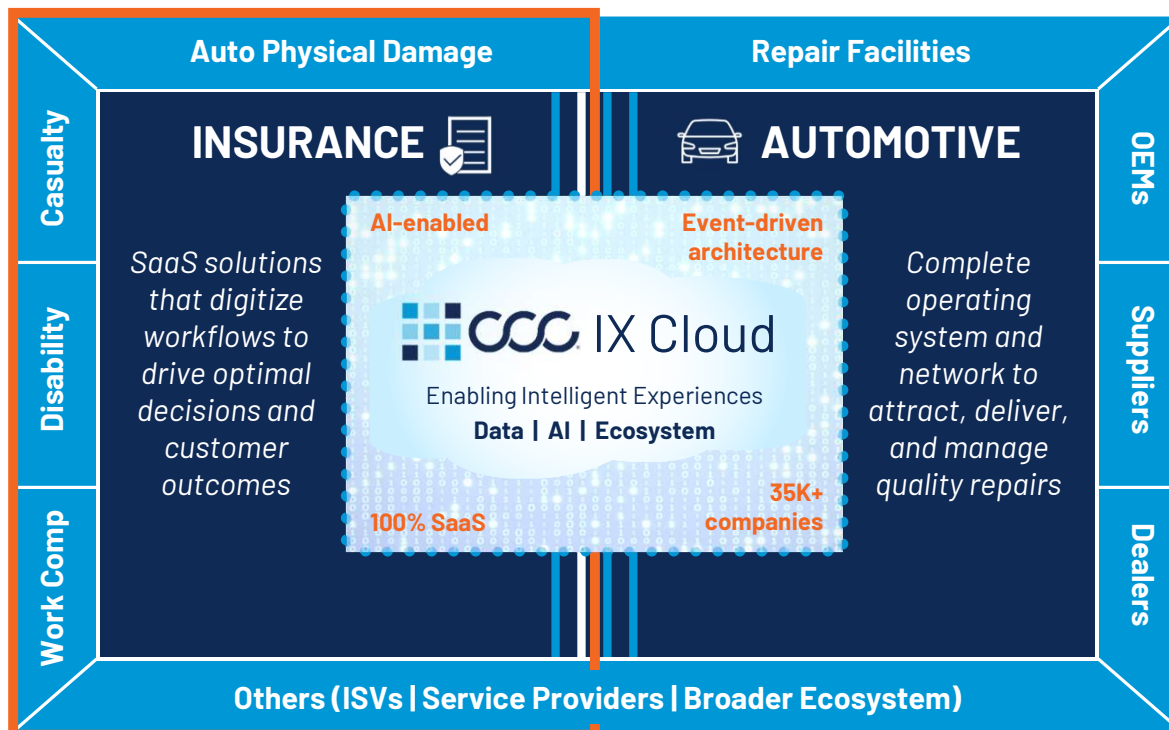 Auto Physical Damage
Repair Facilities
Casualty
Disability
Work Comp
INSURANCE
AUTOMOTIVE
SaaS solutions
that digitize
workflows to
drive optimal
decisions and
customer
outcomes
AI-enabled
Event-driven
architecture
CCC IX Cloud
Enabling Intelligent Experiences
Data | AI | Ecosystem
100% SaaS
35K+
companies
Complete
operating
system and
network to
attract, deliver,
and manage
quality repairs
OEMs
Suppliers
Dealers
Others (ISVs | Service Providers | Broader Ecosystem)